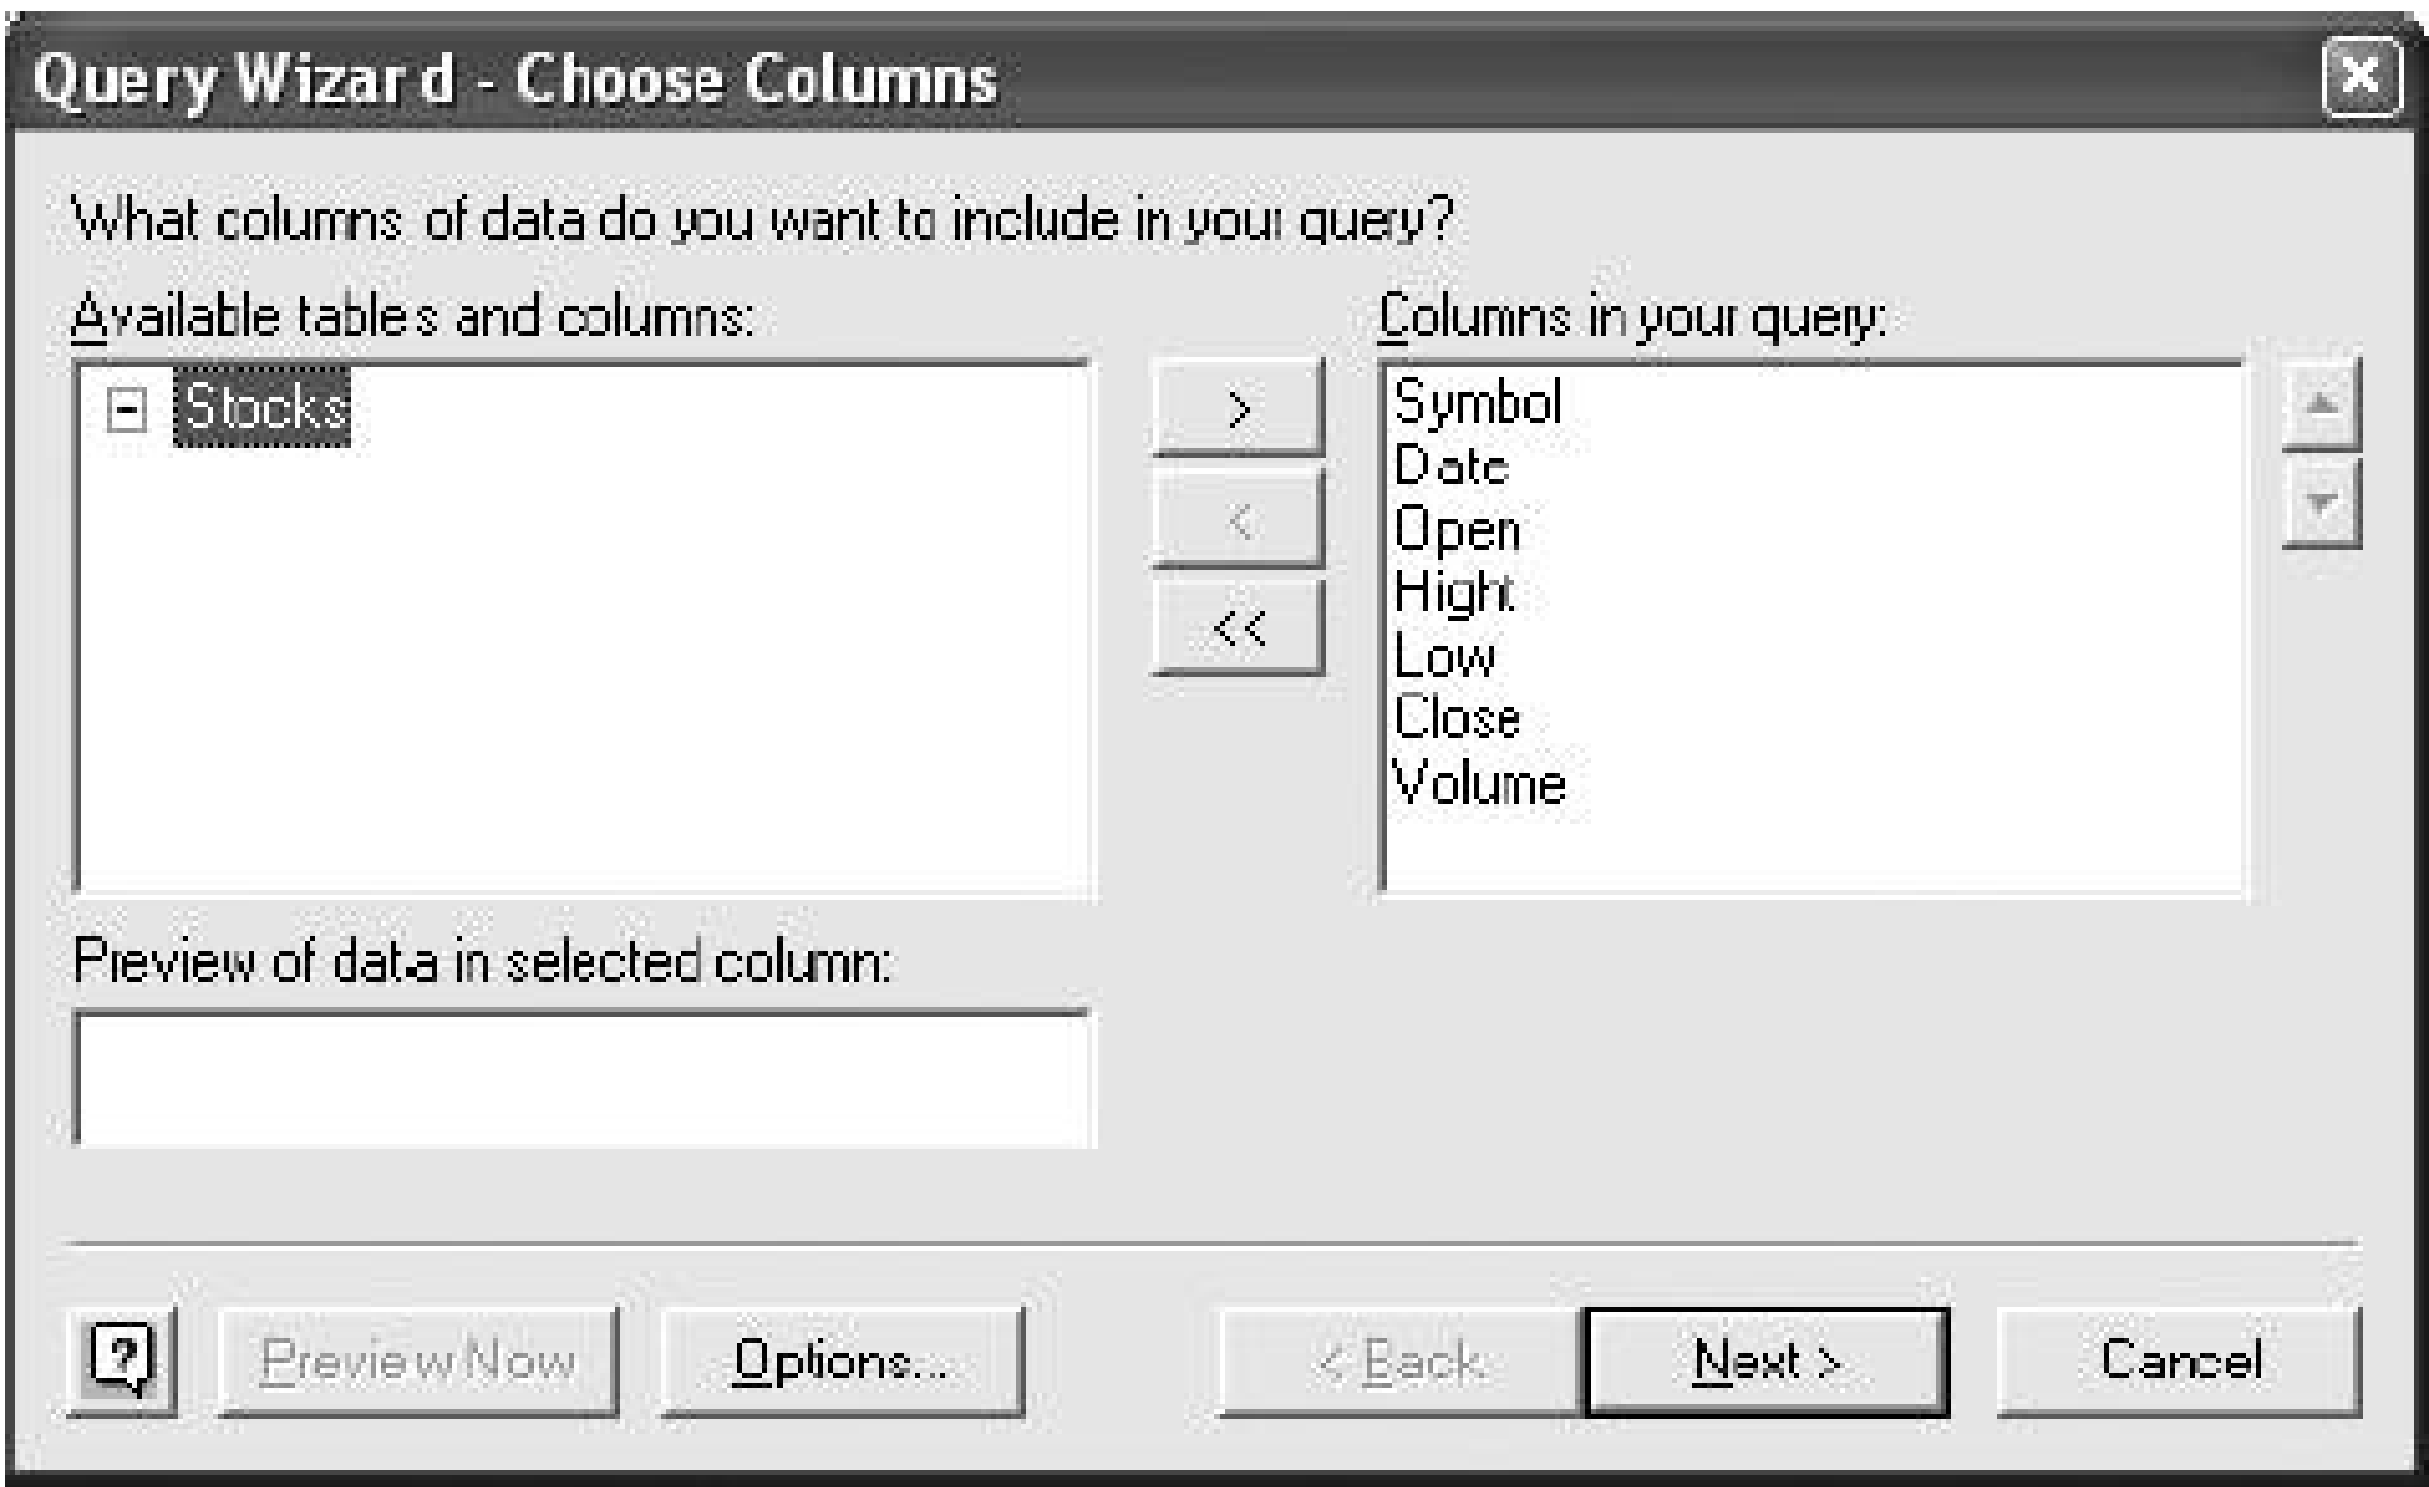 Query Wizard - Choose Columns
What columns of data do you want to include in your query?
Available tables and columns:
Stocks
>
<
<<
Columns in your query:
Symbol
Date
Open
Hight
Low
Close
Volume
Preview of data in selected column:
? Preview Now Options... < Back Next > Cancel